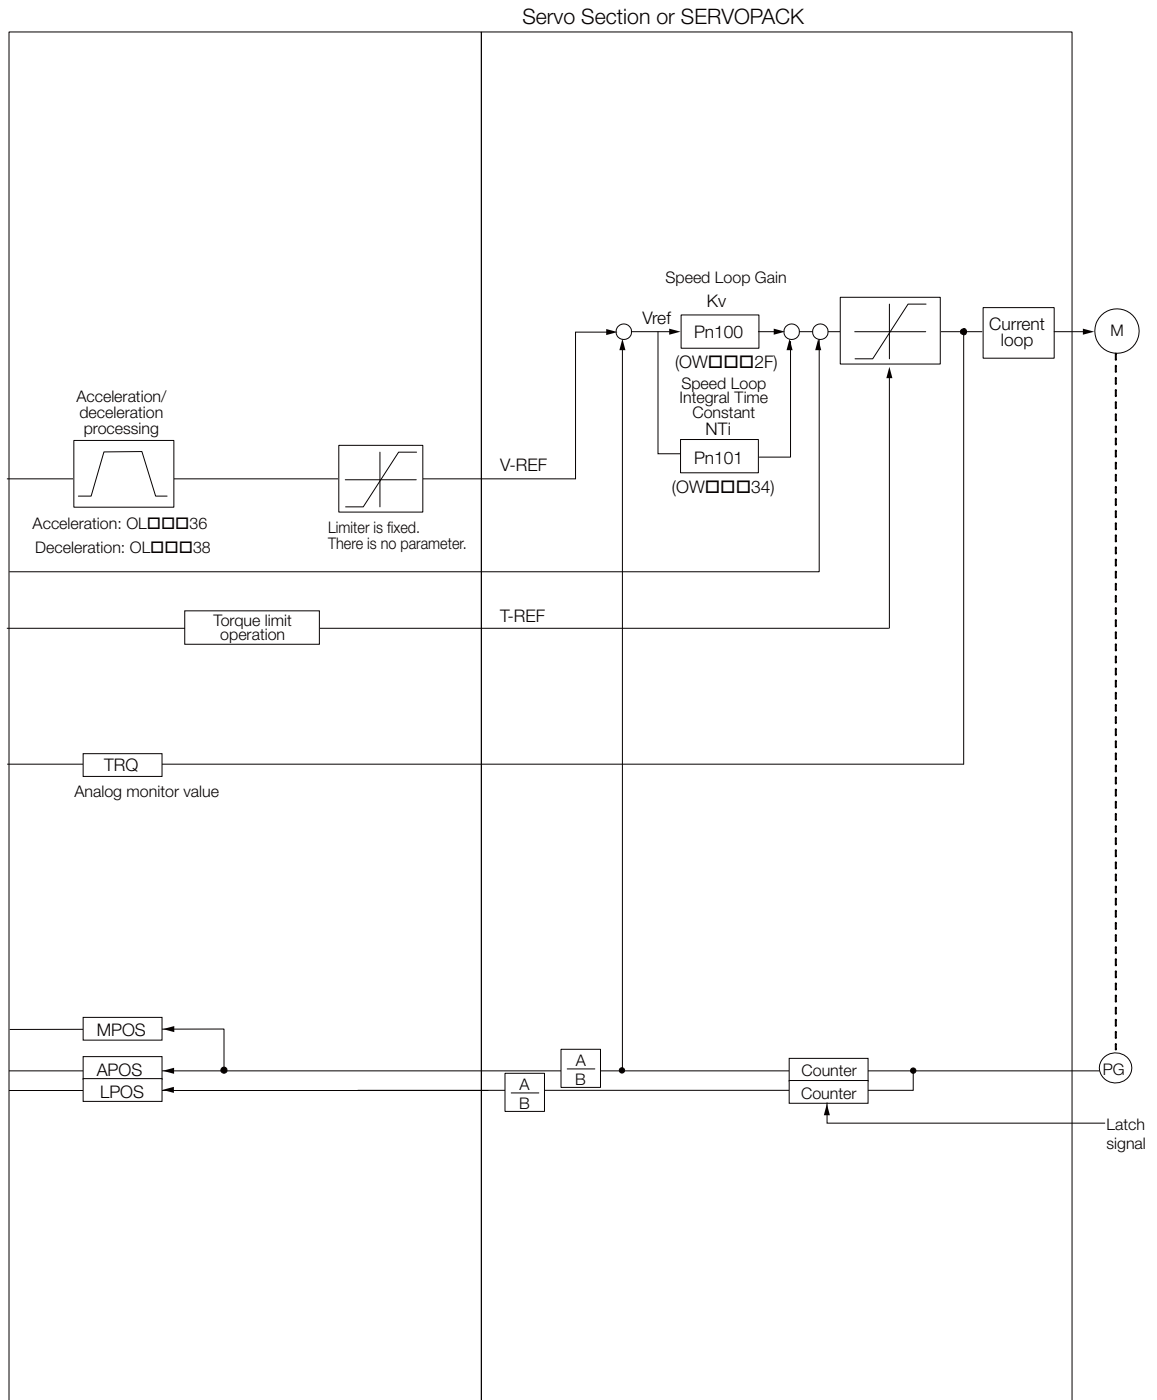 Servo Section or SERVOPACK
Speed Loop Gain
Kv
Vref
Pn100
Current
loop
M
(OW□□□2F)
Speed Loop
Integral Time
Constant
NTi
Pn101
(OW□□□34)
Acceleration/
deceleration
processing
V-REF
Acceleration: OL□□□36
Deceleration: OL□□□38
Limiter is fixed.
There is no parameter.
Torque limit
operation
T-REF
TRQ
Analog monitor value
MPOS
APOS
LPOS
A
B
A
B
Counter
Counter
PG
Latch
signal